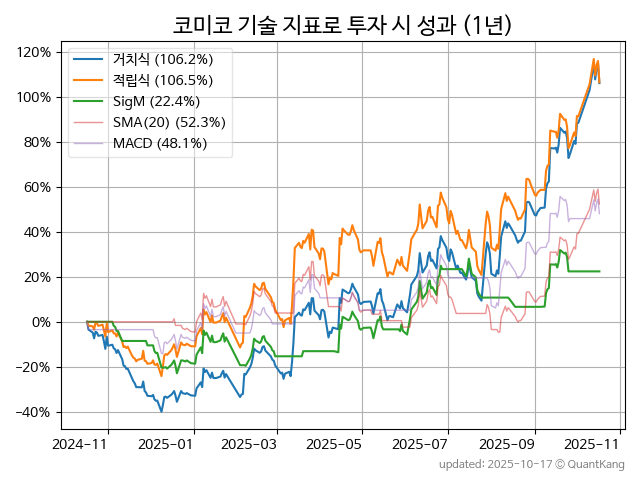 코미코 기술 지표로 투자 시 성과 (1년)
거치식 (106.2%)
적립식 (106.5%)
SigM (22.4%)
SMA(20) (52.3%)
MACD (48.1%)
120%
100%
80%
60%
40%
20%
0%
−20%
−40%
2024-11 2025-01 2025-03 2025-05 2025-07 2025-09 2025-11
updated: 2025-10-17 © QuantKang